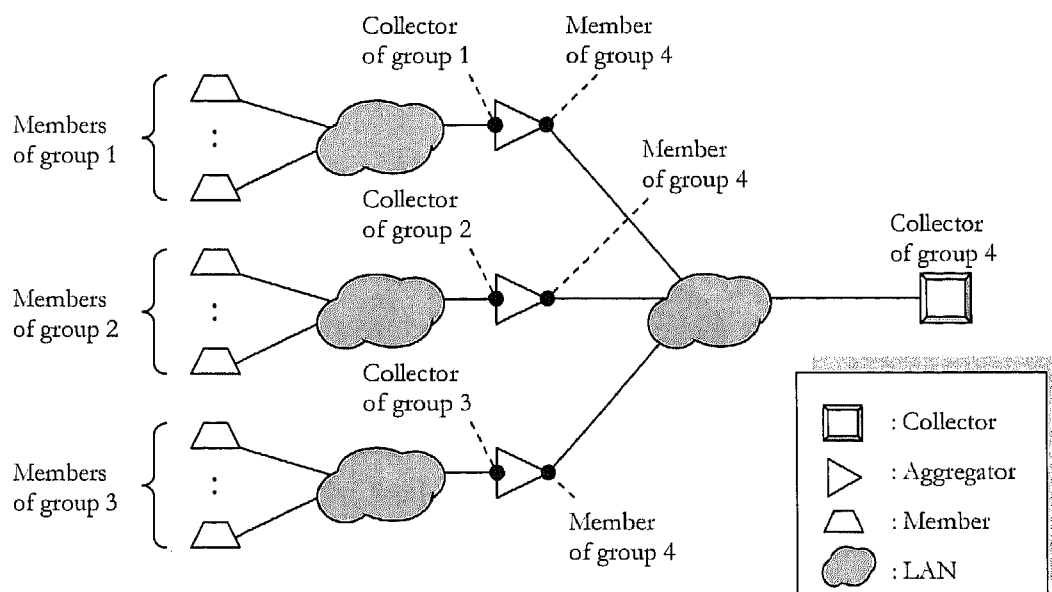 Collector
of group 1
Member
of group 4
Members
of group 1
Member
of group 4
Collector
of group 2
Collector
of group 4
Members
of group 2
Collector
of group 3
Members
of group 3
Member
of group 4
: Collector
: Aggregator
: Member
: LAN